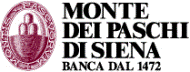 MONTE
DEI PASCHI
DI SIENA
BANCA DAL 1472